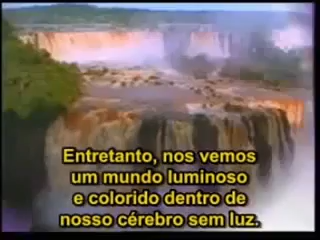 Entretanto, nos vemos
um mundo luminoso
e colorido dentro de
nosso cérebro sem luz.